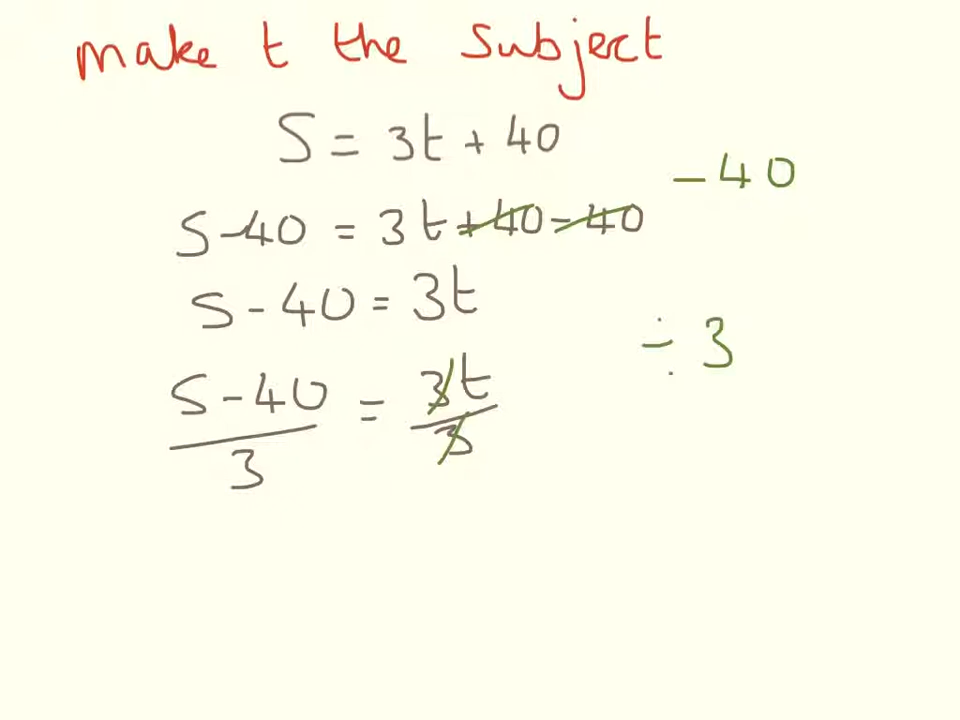 make t the subject
S = 3t + 40
- 40
S-40 = 3t+40-40
S - 40 = 3t
÷ 3
S - 40 / 3 = 3t / 3